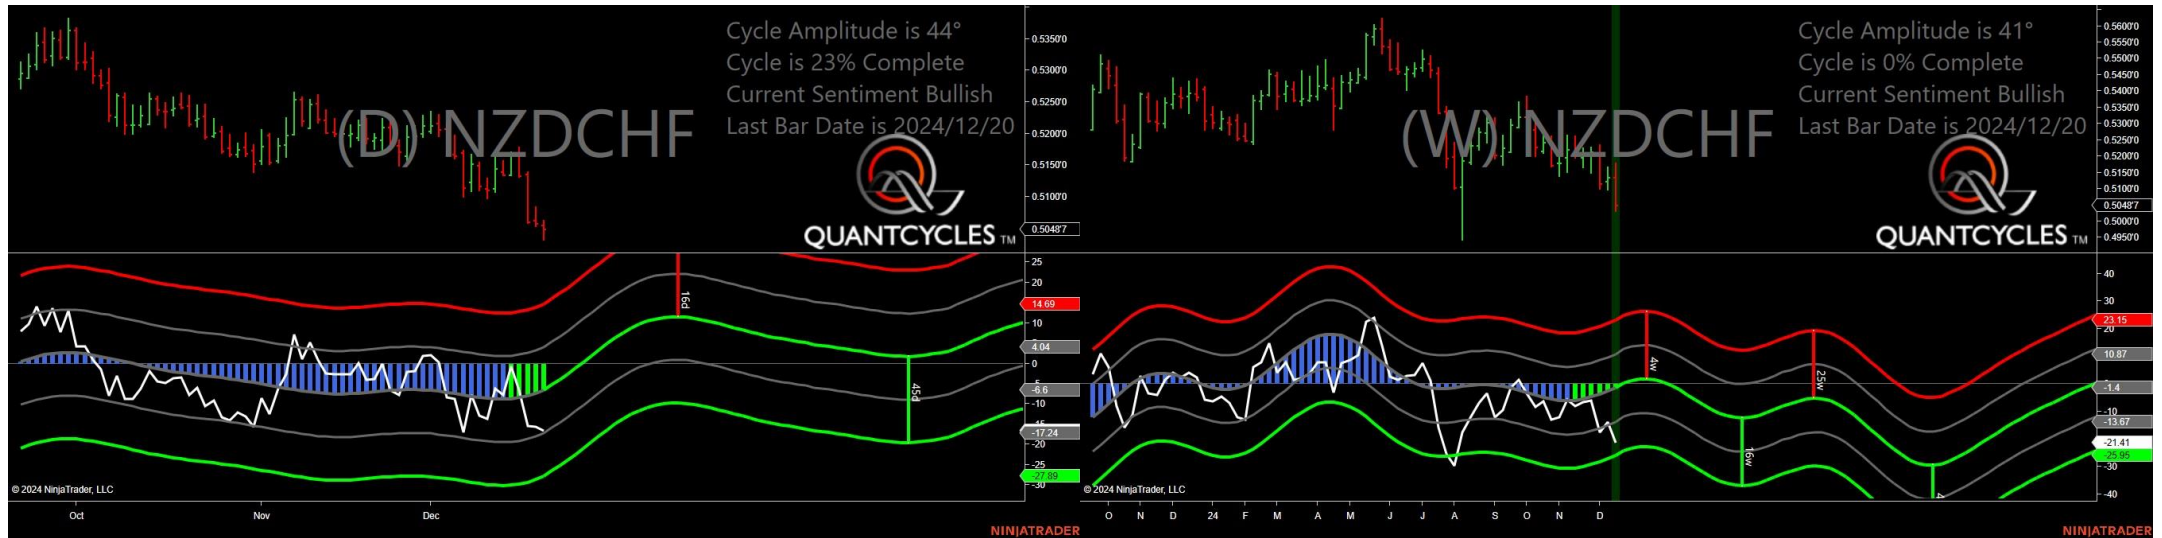 Cycle Amplitude is 44°
Cycle is 23% Complete
Current Sentiment Bullish
Last Bar Date is 2024/12/20
(D) NZDCHF
QUANTCYCLES TM
0.5350'0
0.5300'0
0.5250'0
0.5200'0
0.5150'0
0.5100'0
0.5048'7
25
20
14.69
10
4.04
0
-6.6
-10
-17.24
-20
-25
-27.89
-30
16d
45d
© 2024 NinjaTrader, LLC
Oct Nov Dec
NINJATRADER
Cycle Amplitude is 41°
Cycle is 0% Complete
Current Sentiment Bullish
Last Bar Date is 2024/12/20
(W) NZDCHF
QUANTCYCLES TM
0.5600'0
0.5550'0
0.5500'0
0.5450'0
0.5400'0
0.5350'0
0.5300'0
0.5250'0
0.5200'0
0.5150'0
0.5100'0
0.5048'7
0.5000'0
0.4950'0
40
30
23.15
20
10.87
-1.4
-10
-13.67
-21.41
-25.95
-30
-40
4w
16w
25w
© 2024 NinjaTrader, LLC
O N D 24 F M A M J J A S O N D
NINJATRADER